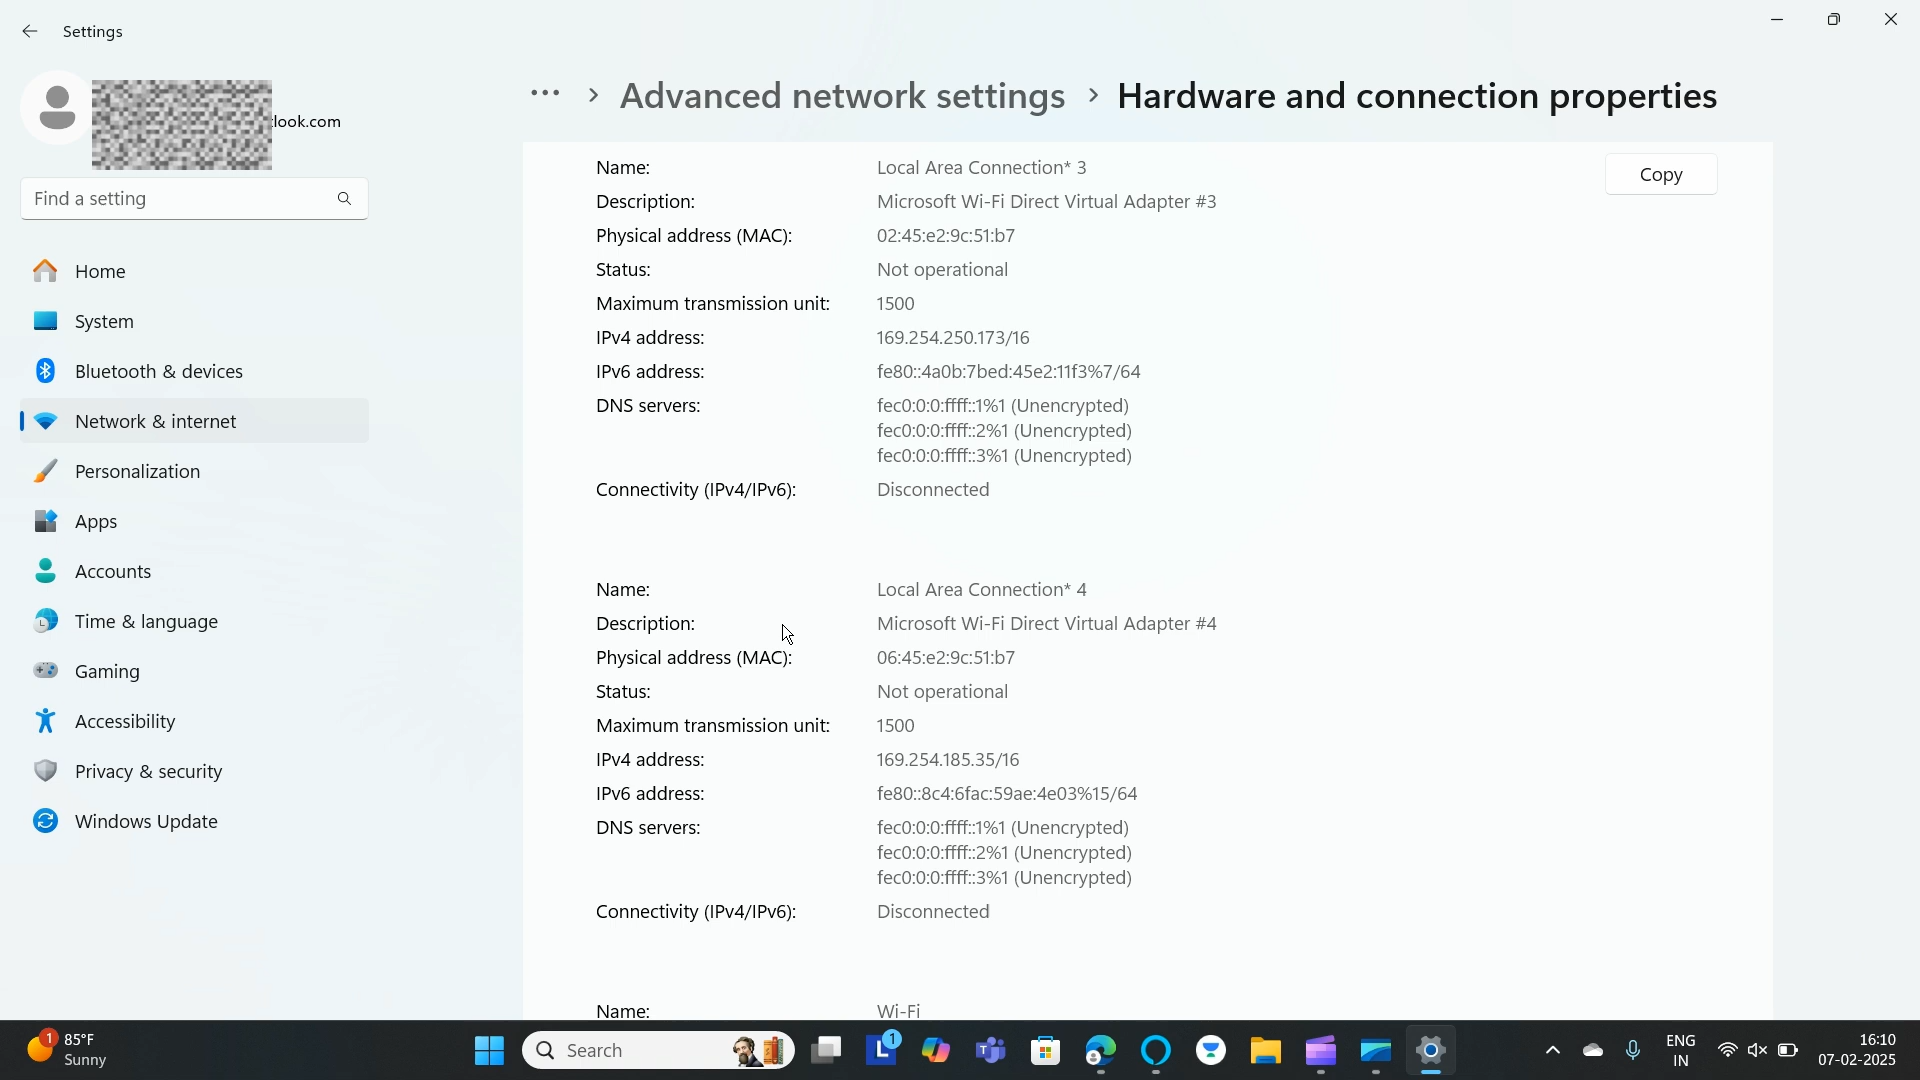 Settings
look.com
Find a setting
Home
System
Bluetooth & devices
Network & internet
Personalization
Apps
Accounts
Time & language
Gaming
Accessibility
Privacy & security
Windows Update
... > Advanced network settings > Hardware and connection properties
Copy
Name: Local Area Connection* 3
Description: Microsoft Wi-Fi Direct Virtual Adapter #3
Physical address (MAC): 02:45:e2:9c:51:b7
Status: Not operational
Maximum transmission unit: 1500
IPv4 address: 169.254.250.173/16
IPv6 address: fe80::4a0b:7bed:45e2:11f3%7/64
DNS servers: fec0:0:0:ffff::1%1 (Unencrypted)
fec0:0:0:ffff::2%1 (Unencrypted)
fec0:0:0:ffff::3%1 (Unencrypted)
Connectivity (IPv4/IPv6): Disconnected
Name: Local Area Connection* 4
Description: Microsoft Wi-Fi Direct Virtual Adapter #4
Physical address (MAC): 06:45:e2:9c:51:b7
Status: Not operational
Maximum transmission unit: 1500
IPv4 address: 169.254.185.35/16
IPv6 address: fe80::8c4:6fac:59ae:4e03%15/64
DNS servers: fec0:0:0:ffff::1%1 (Unencrypted)
fec0:0:0:ffff::2%1 (Unencrypted)
fec0:0:0:ffff::3%1 (Unencrypted)
Connectivity (IPv4/IPv6): Disconnected
Name: Wi-Fi
1
85°F
Sunny
Search
L
1
ENG
IN
16:10
07-02-2025